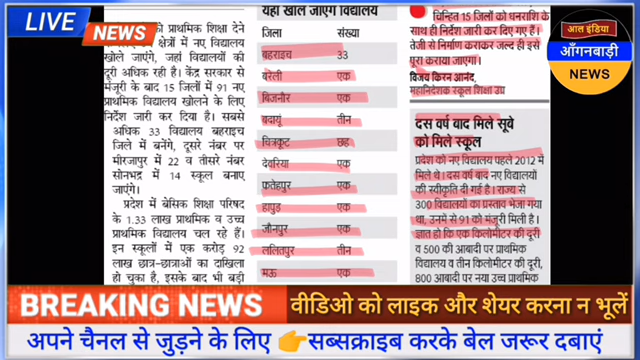 LIVE NEWS
को प्राथमिक शिक्षा देने
क्षेत्रों में नए विद्यालय
खोले जाएंगे, जहां विद्यालयों की
दूरी अधिक रही है। केंद्र सरकार से
मंजूरी के बाद 15 जिलों में 91 नए
प्राथमिक विद्यालय खोलने के लिए
निर्देश जारी कर दिया है। सबसे
अधिक 33 विद्यालय बहराइच
जिले में बनेंगे, दूसरे नंबर पर
मीरजापुर में 22 व तीसरे नंबर
सोनभद्र में 14 स्कूल बनाए
जाएंगे।
प्रदेश में बेसिक शिक्षा परिषद
के 1.33 लाख प्राथमिक व उच्च
प्राथमिक विद्यालय चल रहे हैं।
इन स्कूलों में एक करोड़ 92
लाख छात्र-छात्राओं का दाखिला
हो चुका है, इसके बाद भी बड़ी
यहां खोले जाएंगे विद्यालय
जिला संख्या
बहराइच 33
बरेली एक
बिजनौर एक
बदायूं तीन
चित्रकूट छह
देवरिया एक
फतेहपुर एक
हापुड़ एक
जौनपुर एक
ललितपुर तीन
मऊ एक
चिन्हित 15 जिलों को धनराशि के
साथ ही निर्देश जारी कर दिए गए हैं।
तेजी से निर्माण कराकर जल्द ही इसे
पूरा कराया जाएगा।
विजय किरन आनंद,
महानिदेशक स्कूल शिक्षा उप्र
दस वर्ष बाद मिले सूबे
को मिले स्कूल
प्रदेश को नए विद्यालय पहले 2012 में
मिले थे। दस वर्ष बाद नए विद्यालयों
की स्वीकृति दी गई है। राज्य से
300 विद्यालयों का प्रस्ताव भेजा गया
था, उनमें से 91 को मंजूरी मिली है।
ज्ञात हो कि एक किलोमीटर की दूरी
व 500 की आबादी पर प्राथमिक
विद्यालय व तीन किलोमीटर की दूरी,
800 आबादी पर नया उच्च प्राथमिक
आल इंडिया
आँगनबाड़ी
NEWS
BREAKING NEWS वीडियो को लाइक और शेयर करना न भूलें
अपने चैनल से जुड़ने के लिए 👉सब्सक्राइब करके बेल जरूर दबाएं